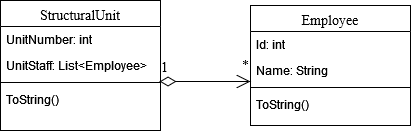 StructuralUnit
UnitNumber: int
UnitStaff: List<Employee>
ToString()
1
*
Employee
Id: int
Name: String
ToString()